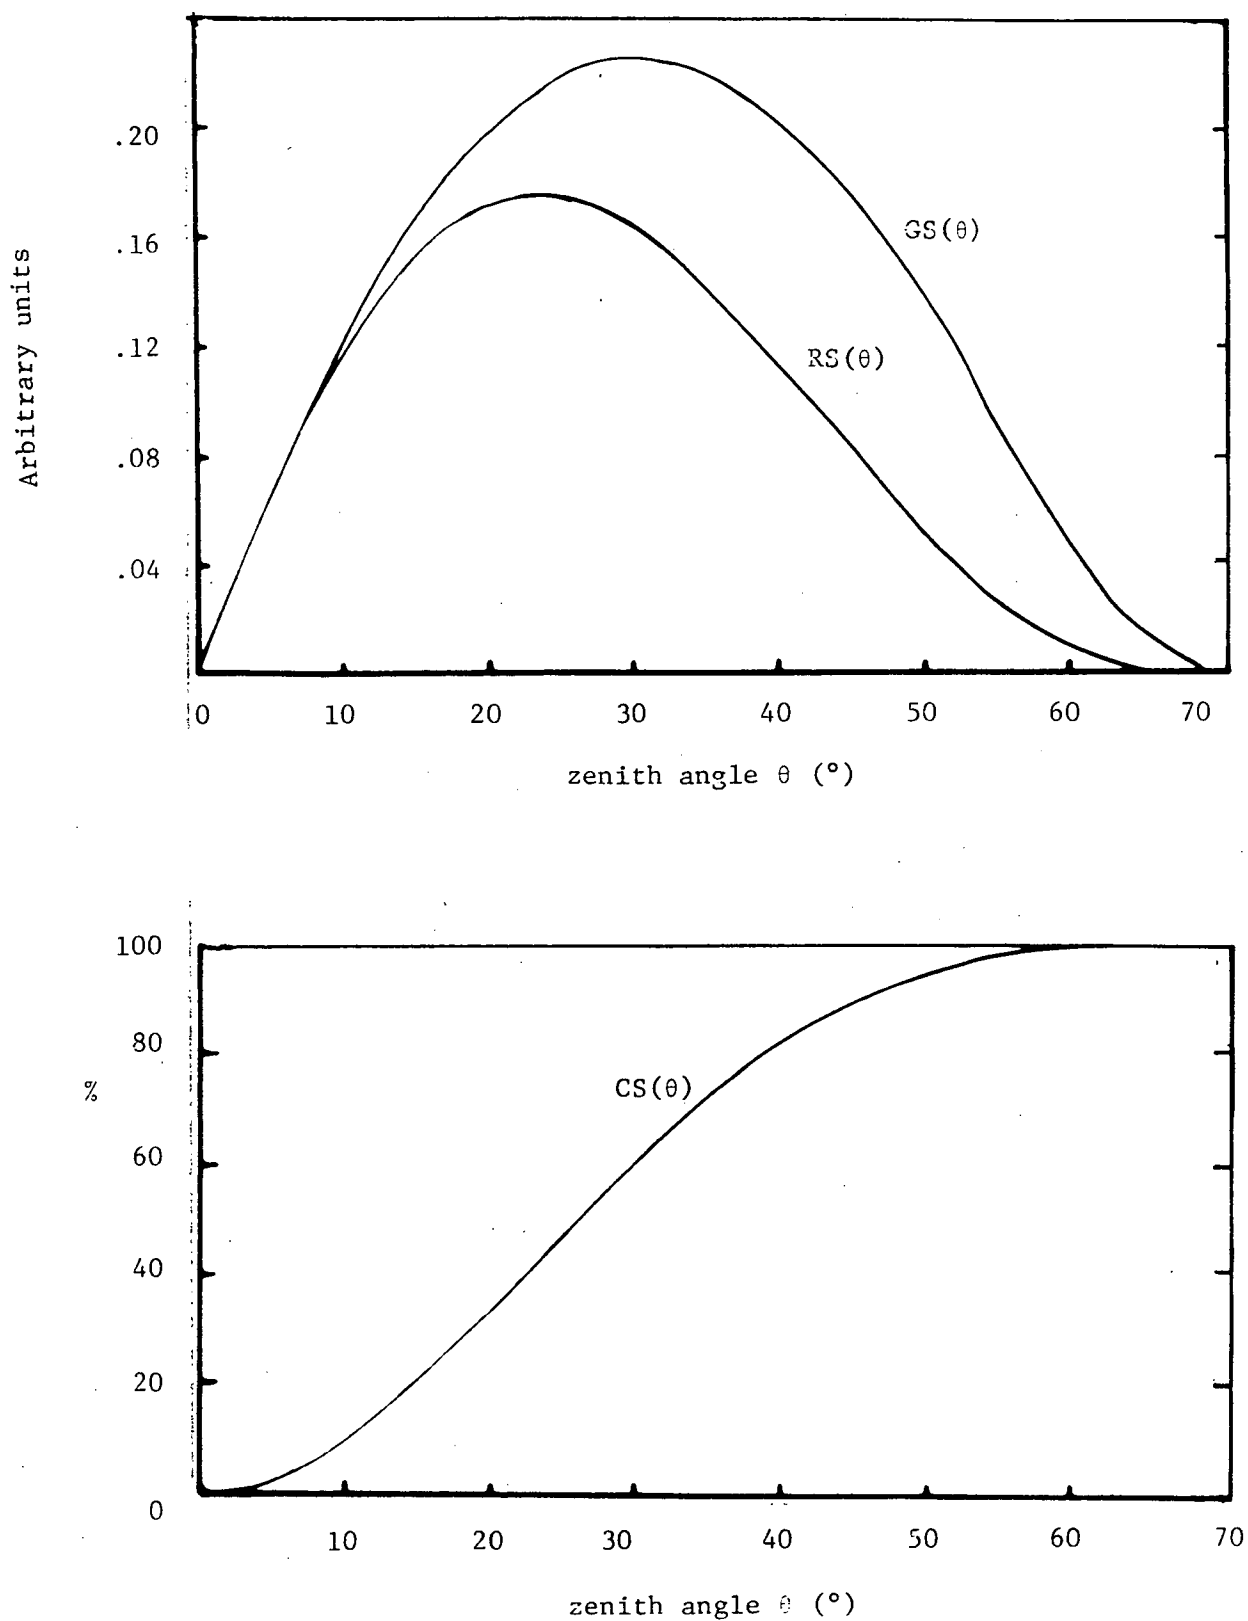 .20
.16
.12
.08
.04
Arbitrary units
GS(θ)
RS(θ)
0 10 20 30 40 50 60 70
zenith angle θ (°)
100
80
60
40
20
0
%
CS(θ)
10 20 30 40 50 60 70
zenith angle θ (°)